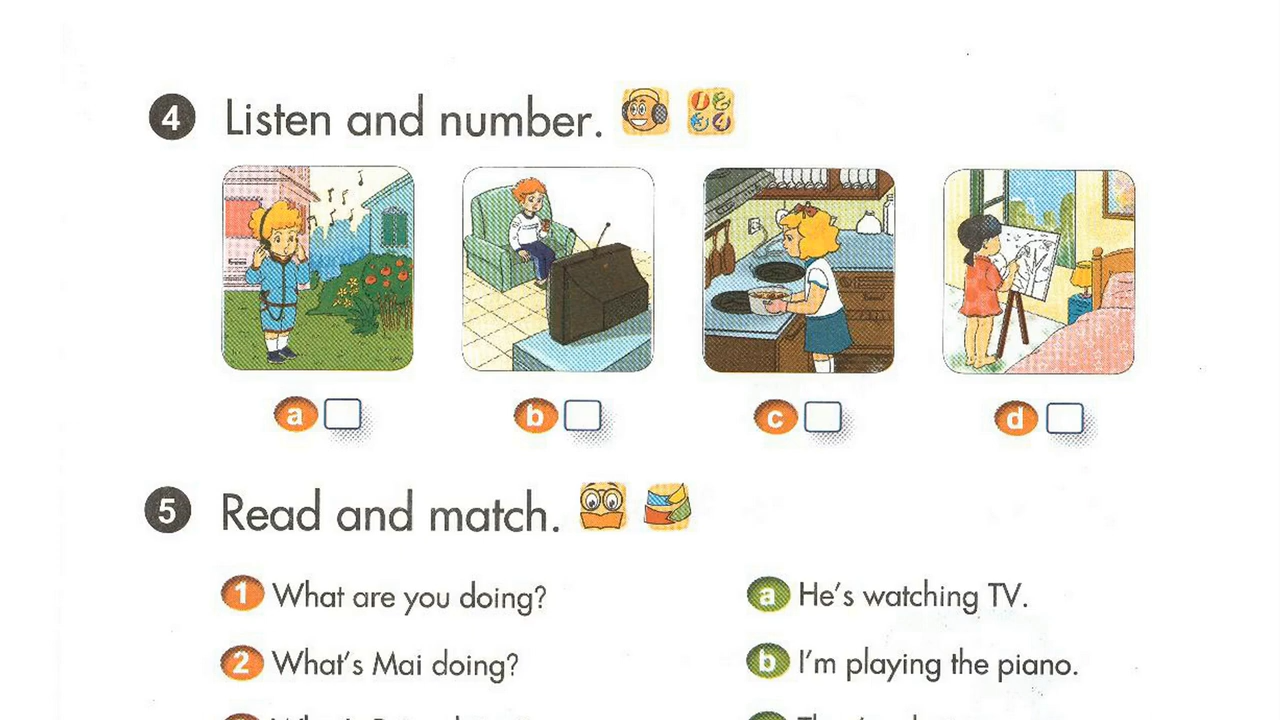 4 Listen and number.
a b c d
5 Read and match.
1 What are you doing? a He's watching TV.
2 What's Mai doing? b I'm playing the piano.